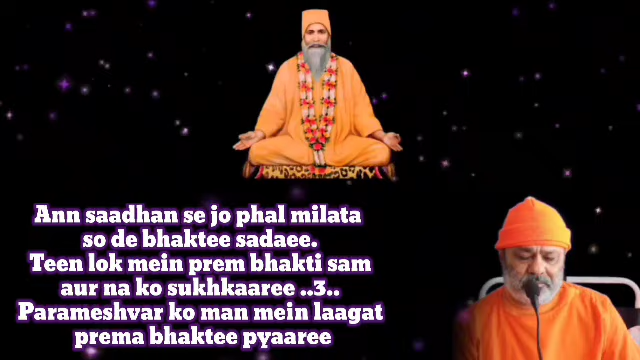 Ann saadhan se jo phal milata
so de bhaktee sadaee.
Teen lok mein prem bhakti sam
aur na ko sukhkaaree ..3..
Parameshvar ko man mein laagat
prema bhaktee pyaaree